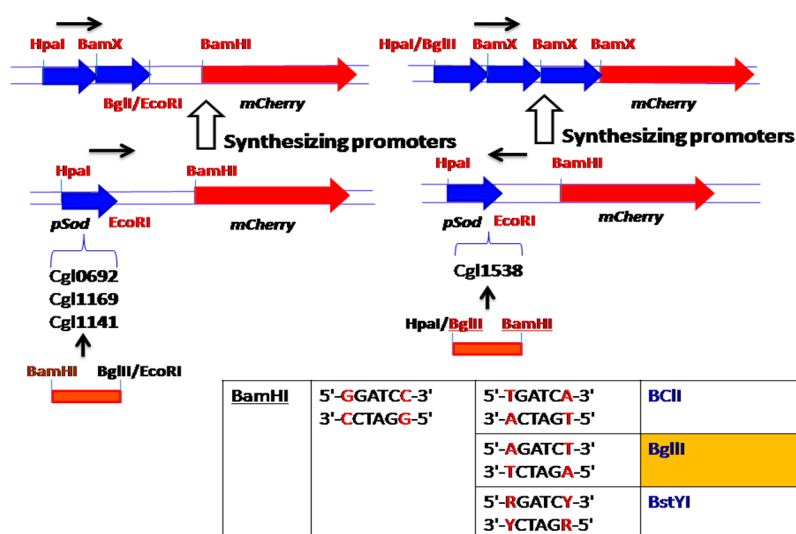 HpaI BamX BamHI
BglI/EcoRI mCherry
HpaI/BglII BamX BamX BamX
mCherry
Synthesizing promoters
Synthesizing promoters
HpaI BamHI
pSod EcoRI mCherry
HpaI BamHI
pSod EcoRI mCherry
Cgl0692
Cgl1169
Cgl1141
Cgl1538
BamHI BglII/EcoRI
HpaI/BglII BamHI
BamHI
5'-GGATCC-3'
3'-CCTAGG-5'
5'-TGATCA-3'
3'-ACTAGT-5'
BClI
5'-AGATCT-3'
3'-TCTAGA-5'
BglII
5'-RGATCY-3'
3'-YCTAGR-5'
BstYI